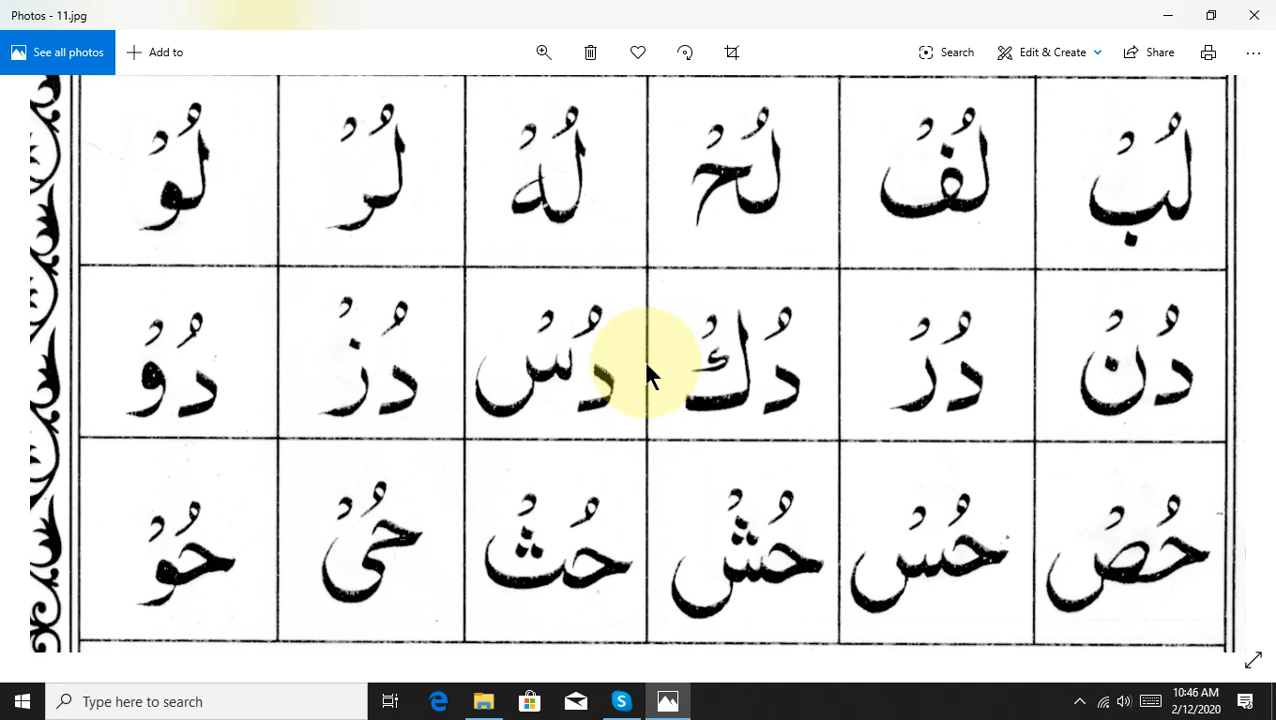 Photos - 11.jpg
See all photos
Add to
Search
Edit & Create
Share
لُبْ لُفْ لُحْ لُهْ لُرْ لُوْ
دُنْ دُرْ دُكْ دُسْ دُزْ دُوْ
حُصْ حُسْ حُشْ حُثْ حُىْ حُوْ
Type here to search
10:46 AM
2/12/2020